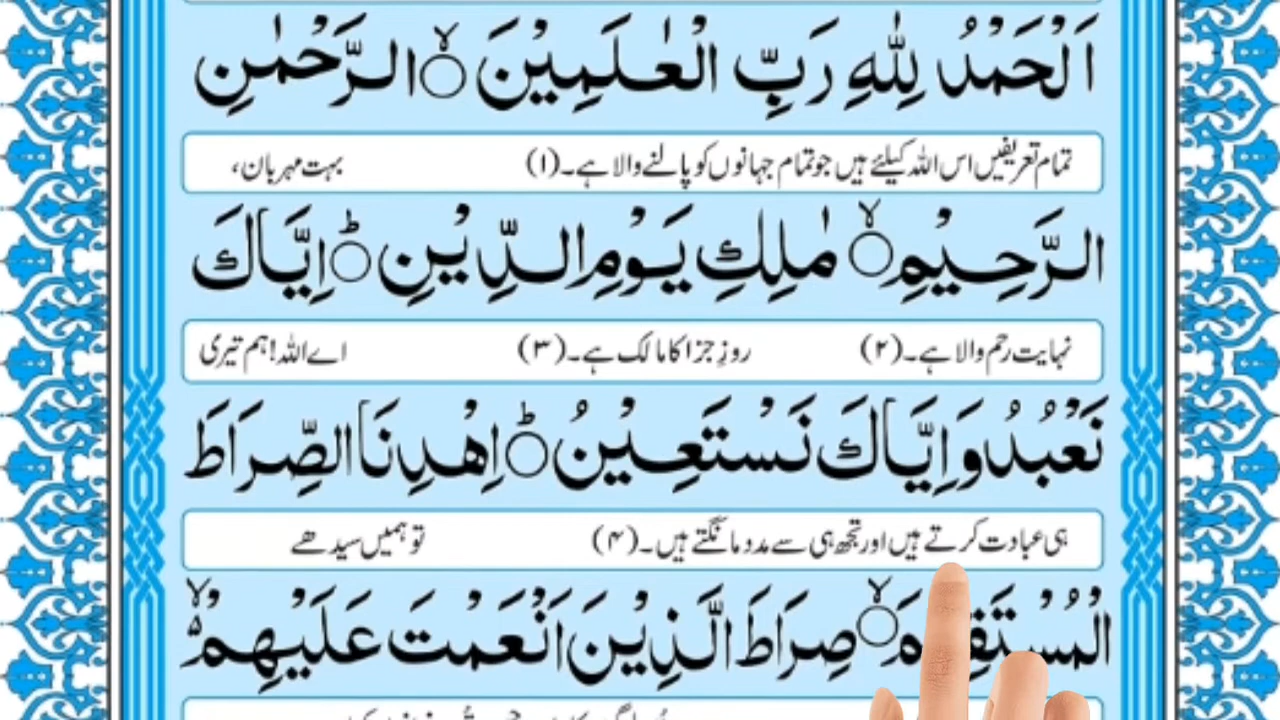 اَلْحَمْدُ لِلّٰهِ رَبِّ الْعٰلَمِيْنَ ۙ الرَّحْمٰنِ
تمام تعریفیں اس اللہ کیلئے ہیں جو تمام جہانوں کو پالنے والا ہے۔(۱) بہت مہربان،
الرَّحِيْمِ ۙ مٰلِكِ يَوْمِ الدِّيْنِ ؕ اِيَّاكَ
نہایت رحم والا ہے۔(۲) روزِ جزا کا مالک ہے۔(۳) اے اللہ! ہم تیری
نَعْبُدُ وَاِيَّاكَ نَسْتَعِيْنُ ؕ اِهْدِنَا الصِّرَاطَ
ہی عبادت کرتے ہیں اور تجھ ہی سے مدد مانگتے ہیں۔(۴) تو ہمیں سیدھے
الْمُسْتَقِيْمَ ۙ صِرَاطَ الَّذِيْنَ اَنْعَمْتَ عَلَيْهِمْ ۙ۬